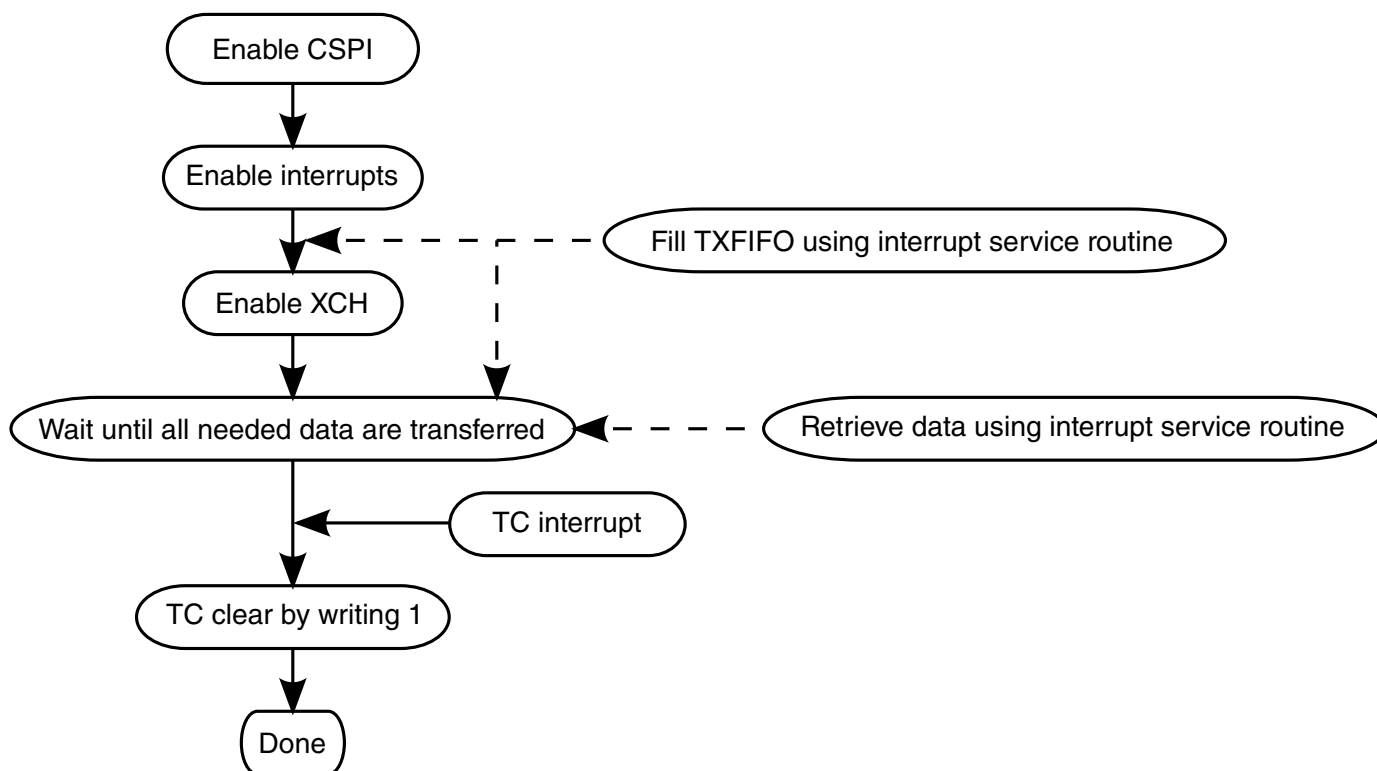 Enable CSPI
Enable interrupts
Fill TXFIFO using interrupt service routine
Enable XCH
Wait until all needed data are transferred
Retrieve data using interrupt service routine
TC interrupt
TC clear by writing 1
Done